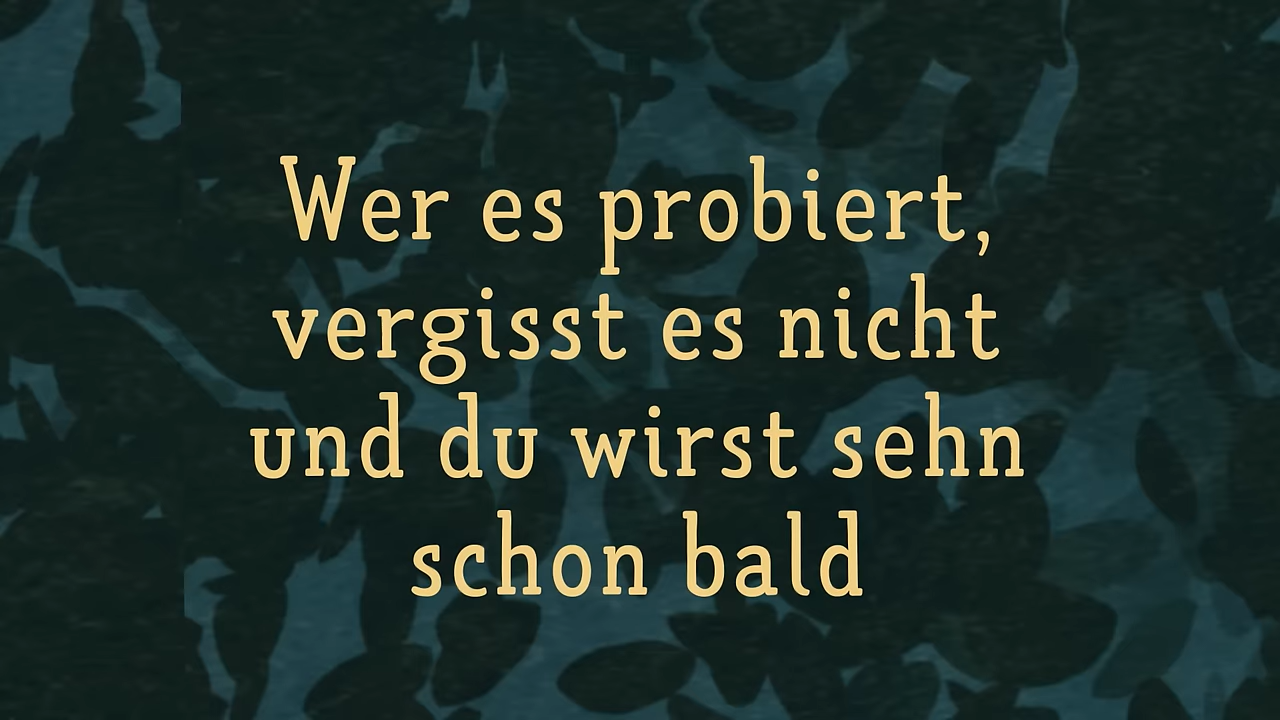 Wer es probiert,
vergisst es nicht
und du wirst sehn
schon bald